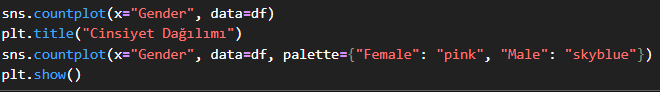 sns.countplot(x="Gender", data=df)
plt.title("Cinsiyet Dağılımı")
sns.countplot(x="Gender", data=df, palette={"Female": "pink", "Male": "skyblue"})
plt.show()